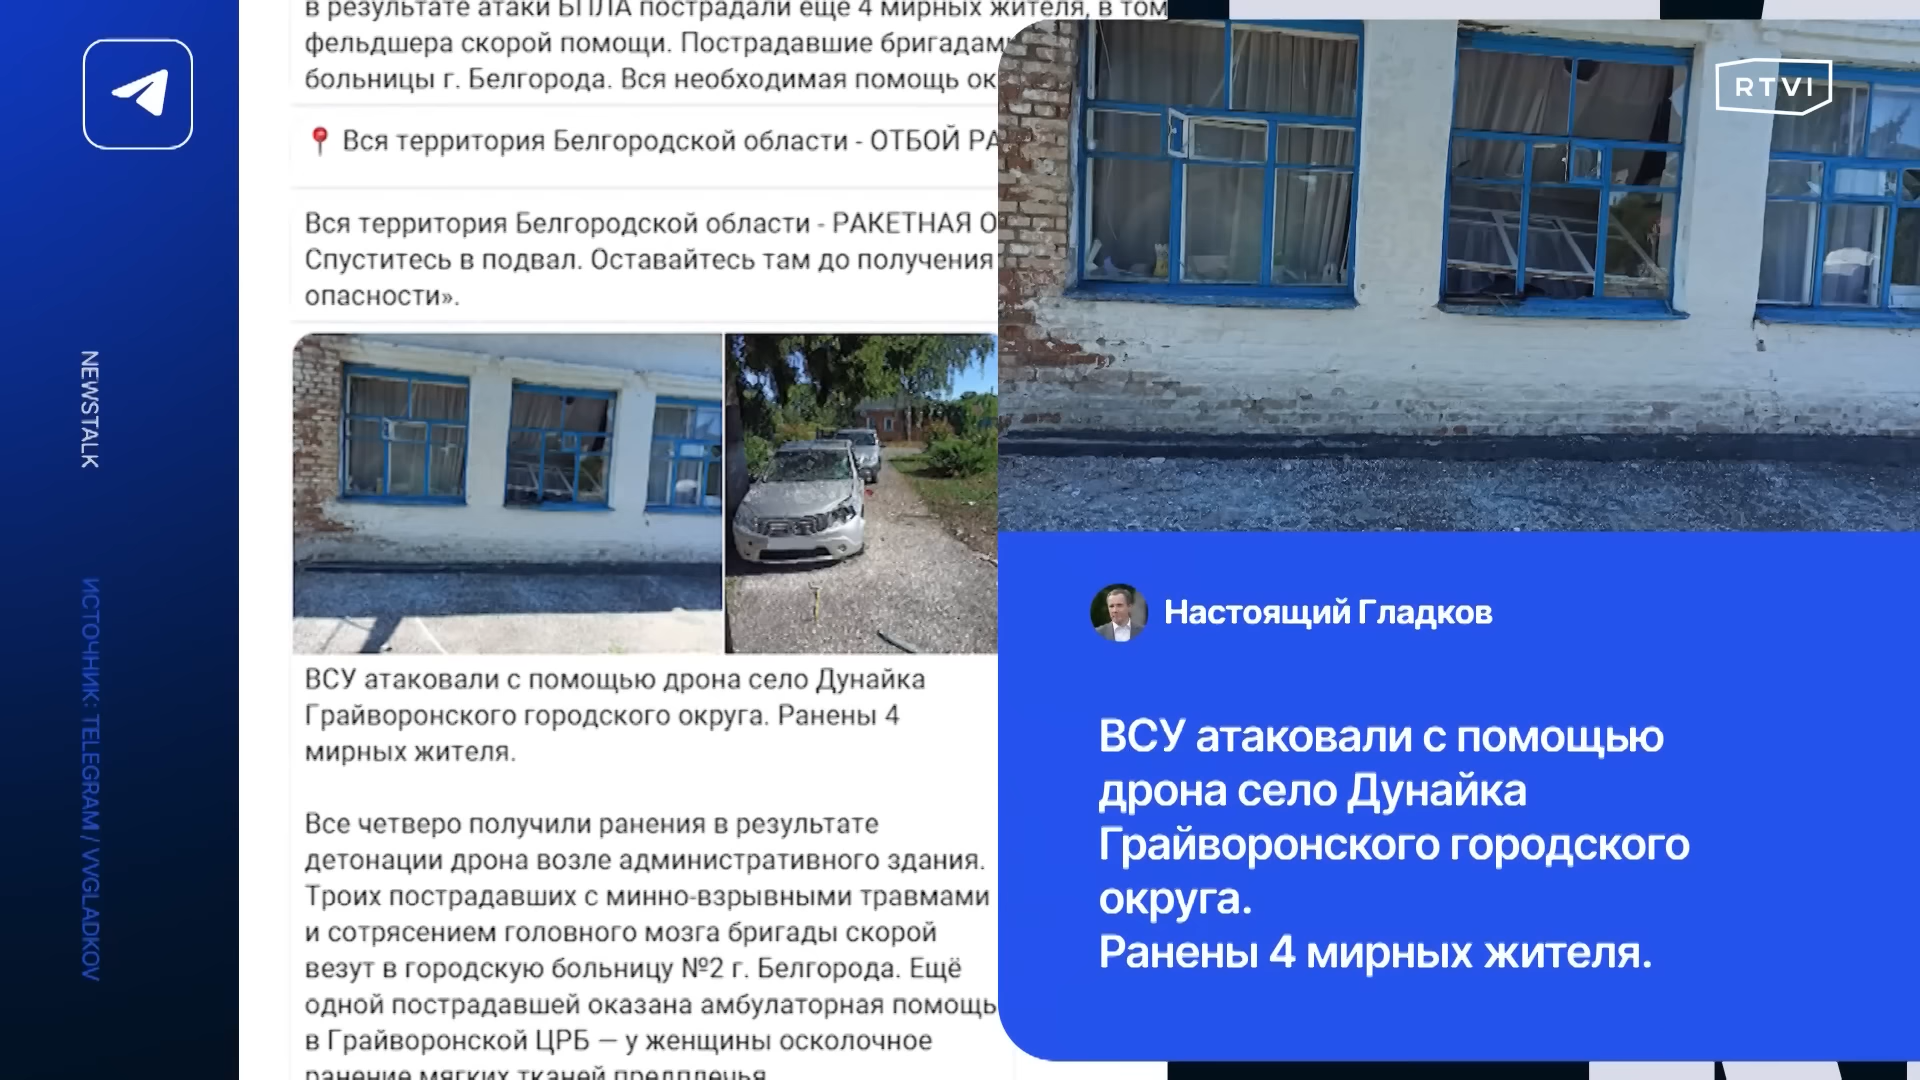 NEWSTALK
ИСТОЧНИК: TELEGRAM / VVGLADKOV
в результате атаки БПЛА пострадали еще 4 мирных жителя, в том
фельдшера скорой помощи. Пострадавшие
больницы г. Белгорода. Вся необходимая помощь
Вся территория Белгородской области - ОТБОЙ
Вся территория Белгородской области - РАКЕТНАЯ
Спуститесь в подвал. Оставайтесь там до получения
опасности».
ВСУ атаковали с помощью дрона село Дунайка
Грайворонского городского округа. Ранены 4
мирных жителя.
Все четверо получили ранения в результате
детонации дрона возле административного здания.
Троих пострадавших с минно-взрывными травмами
и сотрясением головного мозга бригады скорой
везут в городскую больницу №2 г. Белгорода. Ещё
одной пострадавшей оказана амбулаторная помощь
в Грайворонской ЦРБ — у женщины осколочное
ранение мягких тканей предплечья
RTVI
Настоящий Гладков
ВСУ атаковали с помощью
дрона село Дунайка
Грайворонского городского
округа.
Ранены 4 мирных жителя.